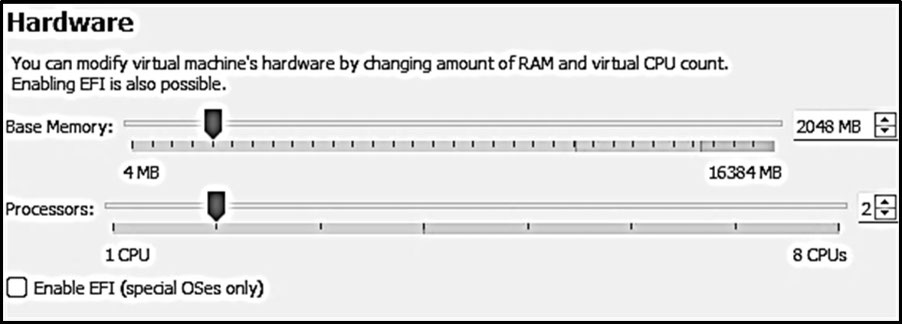 Hardware
You can modify virtual machine's hardware by changing amount of RAM and virtual CPU count.
Enabling EFI is also possible.
Base Memory: 2048 MB
4 MB 16384 MB
Processors: 2
1 CPU 8 CPUs
Enable EFI (special OSes only)